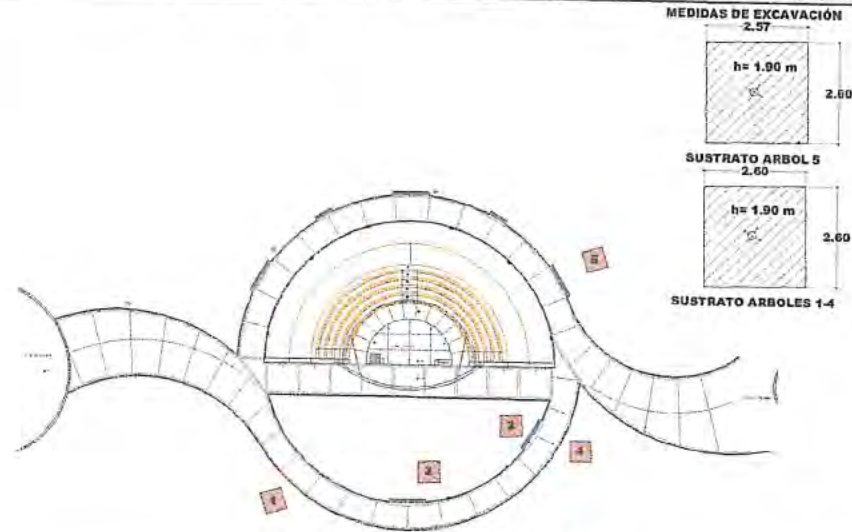 MEDIDAS DE EXCAVACIÓN
2.57
h= 1.90 m
2.60
SUSTRATO ARBOL 5
2.60
h= 1.90 m
2.60
SUSTRATO ARBOLES 1-4
5
3
2
4
1